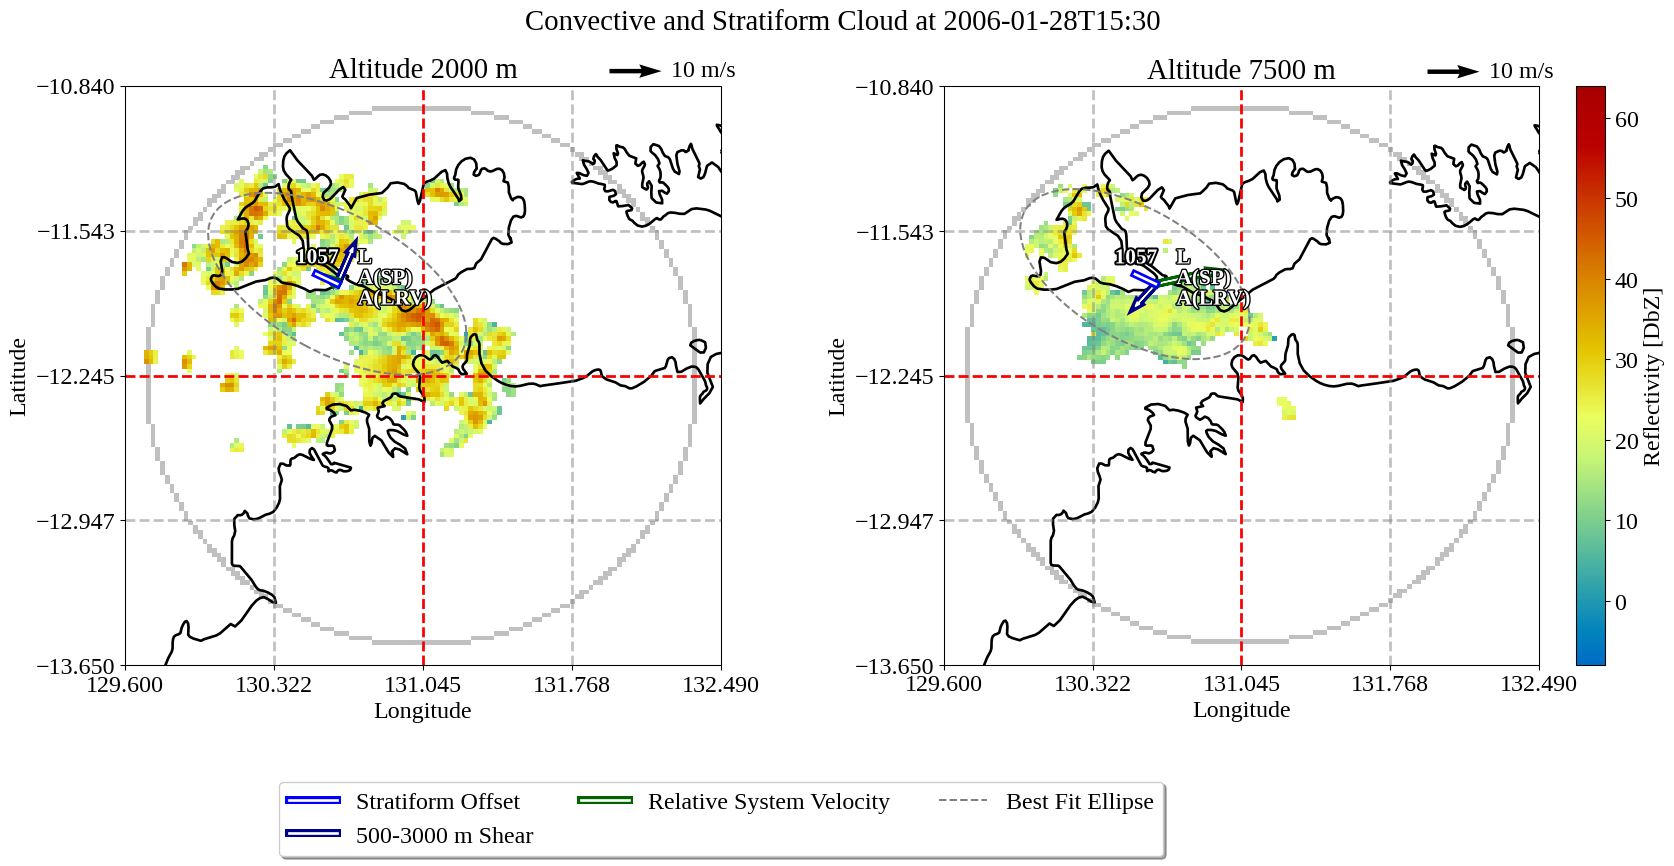 Convective and Stratiform Cloud at 2006-01-28T15:30
Altitude 2000 m
10 m/s
−10.840
−11.543
−12.245
−12.947
−13.650
129.600
130.322
131.045
131.768
132.490
Longitude
Latitude
1057
L
A(SP)
A(LRV)
Altitude 7500 m
10 m/s
−10.840
−11.543
−12.245
−12.947
−13.650
129.600
130.322
131.045
131.768
132.490
Longitude
Latitude
1057
L
A(SP)
A(LRV)
60
50
40
30
20
10
0
Reflectivity [DbZ]
Stratiform Offset
500-3000 m Shear
Relative System Velocity
Best Fit Ellipse